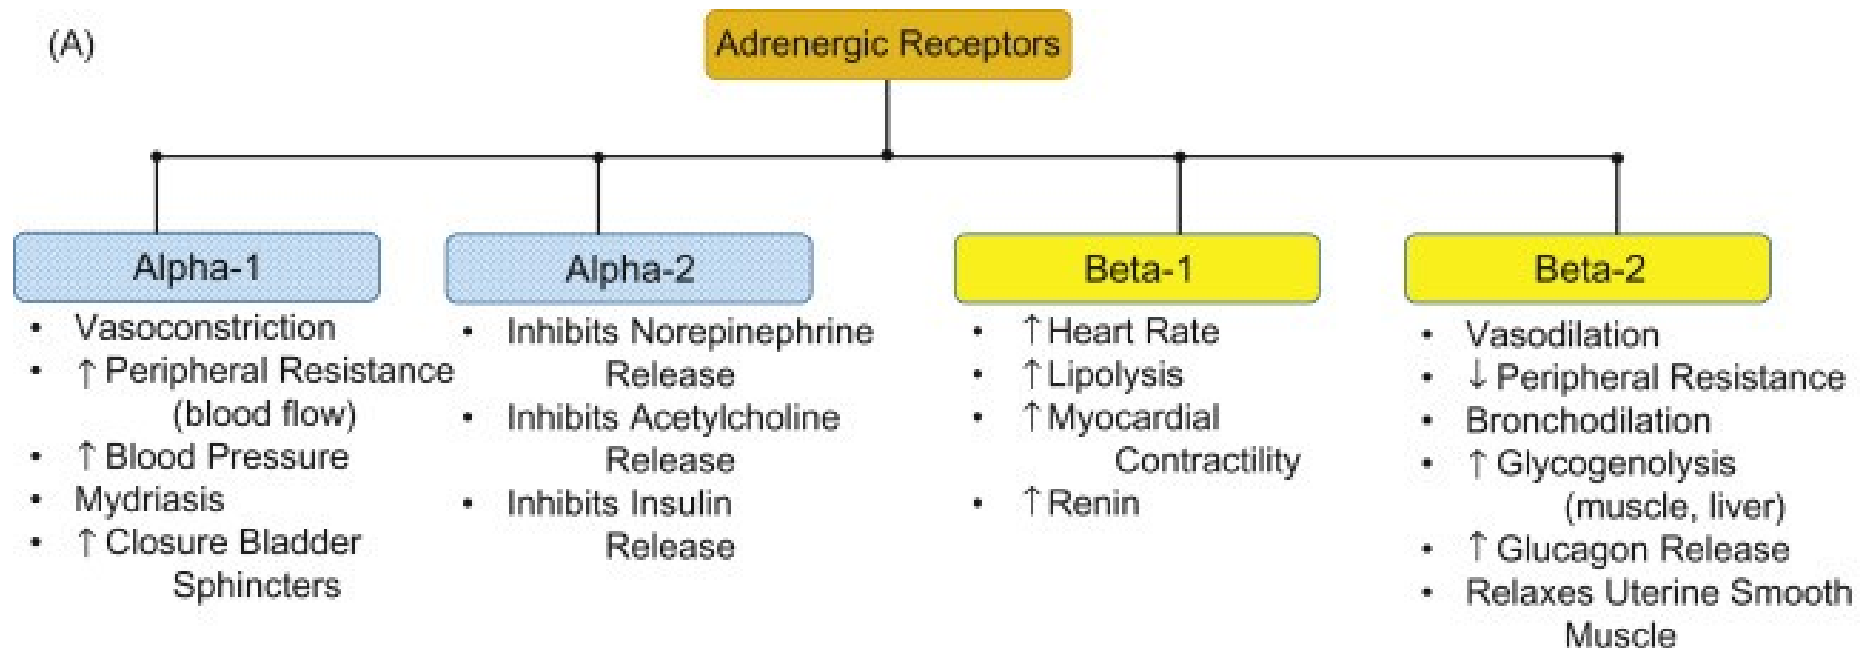 (A)
Adrenergic Receptors
Alpha-1
• Vasoconstriction
• ↑ Peripheral Resistance
(blood flow)
• ↑ Blood Pressure
• Mydriasis
• ↑ Closure Bladder
Sphincters
Alpha-2
• Inhibits Norepinephrine
Release
• Inhibits Acetylcholine
Release
• Inhibits Insulin
Release
Beta-1
• ↑ Heart Rate
• ↑ Lipolysis
• ↑ Myocardial
Contractility
• ↑ Renin
Beta-2
• Vasodilation
• ↓ Peripheral Resistance
• Bronchodilation
• ↑ Glycogenolysis
(muscle, liver)
• ↑ Glucagon Release
• Relaxes Uterine Smooth
Muscle